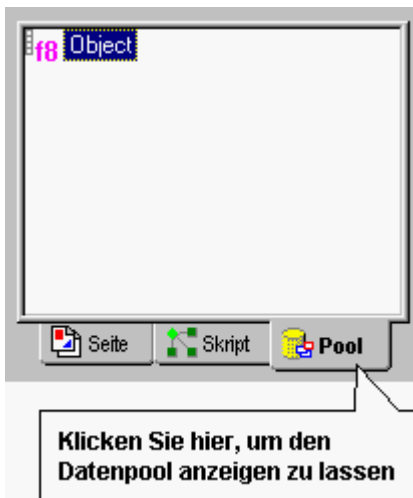 f8 Object
Seite Skript Pool
Klicken Sie hier, um den
Datenpool anzeigen zu lassen